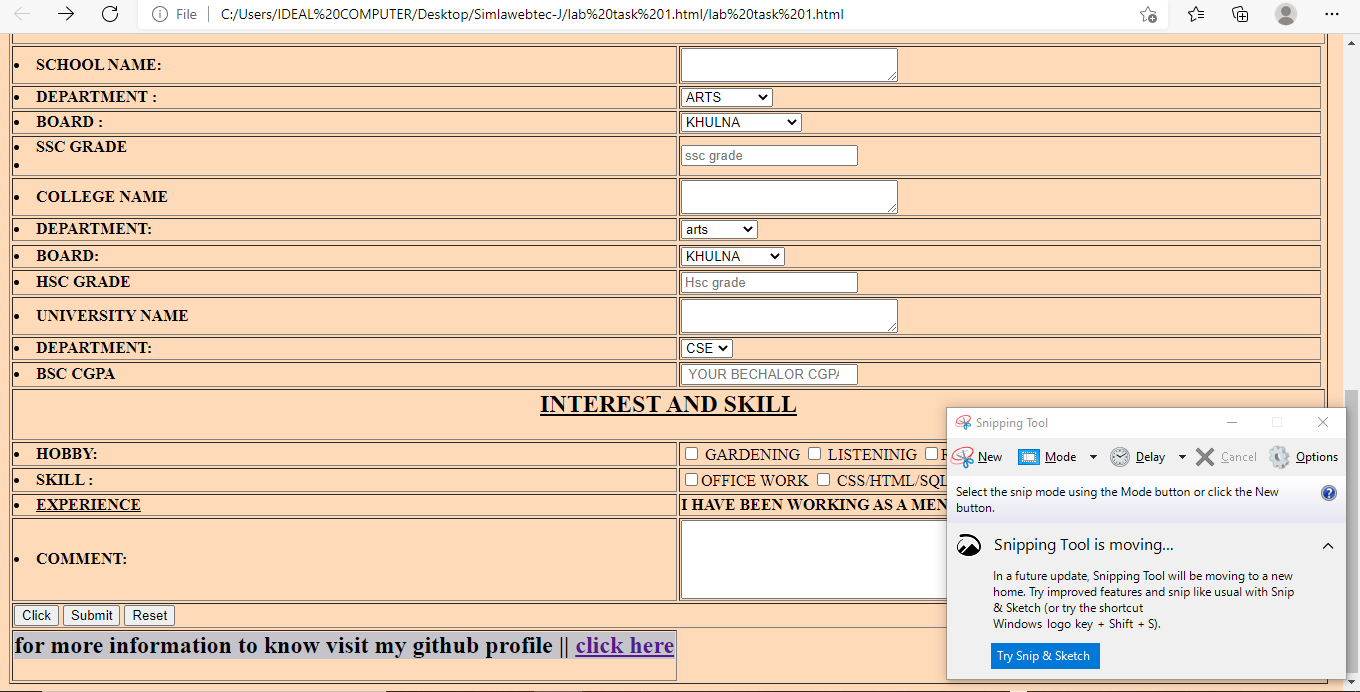 File C:/Users/IDEAL%20COMPUTER/Desktop/Simlawebtec-J/lab%20task%201.html/lab%20task%201.html
SCHOOL NAME:
DEPARTMENT : ARTS
BOARD : KHULNA
SSC GRADE ssc grade
COLLEGE NAME
DEPARTMENT: arts
BOARD: KHULNA
HSC GRADE Hsc grade
UNIVERSITY NAME
DEPARTMENT: CSE
BSC CGPA YOUR BECHALOR CGPA
INTEREST AND SKILL
HOBBY: GARDENING LISTENINIG
SKILL : OFFICE WORK CSS/HTML/SQL
EXPERIENCE I HAVE BEEN WORKING AS A MEN
COMMENT:
Click Submit Reset
for more information to know visit my github profile || click here
Snipping Tool
New Mode Delay Cancel Options
Select the snip mode using the Mode button or click the New
button.
Snipping Tool is moving...
In a future update, Snipping Tool will be moving to a new
home. Try improved features and snip like usual with Snip
& Sketch (or try the shortcut
Windows logo key + Shift + S).
Try Snip & Sketch